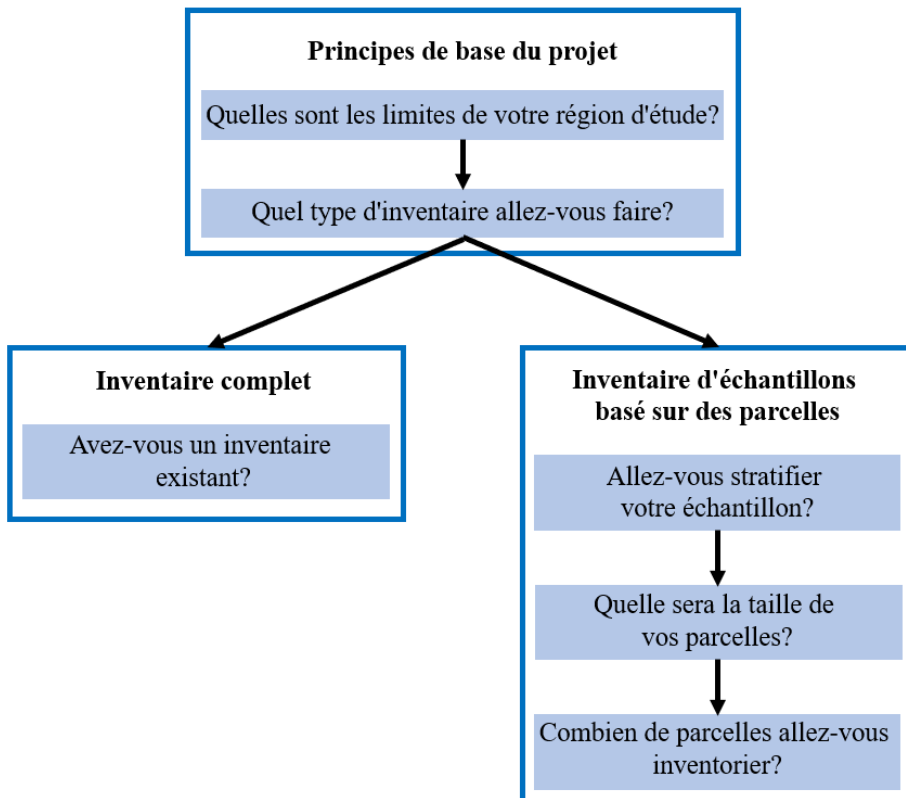 Principes de base du projet
Quelles sont les limites de votre région d'étude?
Quel type d'inventaire allez-vous faire?
Inventaire complet
Avez-vous un inventaire
existant?
Inventaire d'échantillons
basé sur des parcelles
Allez-vous stratifier
votre échantillon?
Quelle sera la taille de
vos parcelles?
Combien de parcelles allez-vous
inventorier?